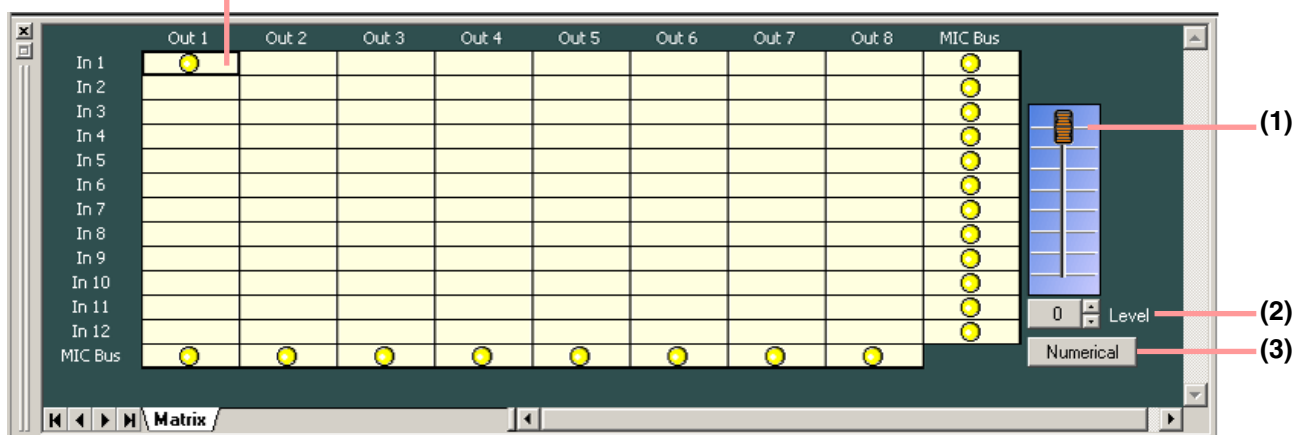 Out 1 Out 2 Out 3 Out 4 Out 5 Out 6 Out 7 Out 8 MIC Bus
In 1
In 2
In 3
In 4
In 5
In 6
In 7
In 8
In 9
In 10
In 11
In 12
MIC Bus
(1)
0 Level (2)
Numerical (3)
Matrix